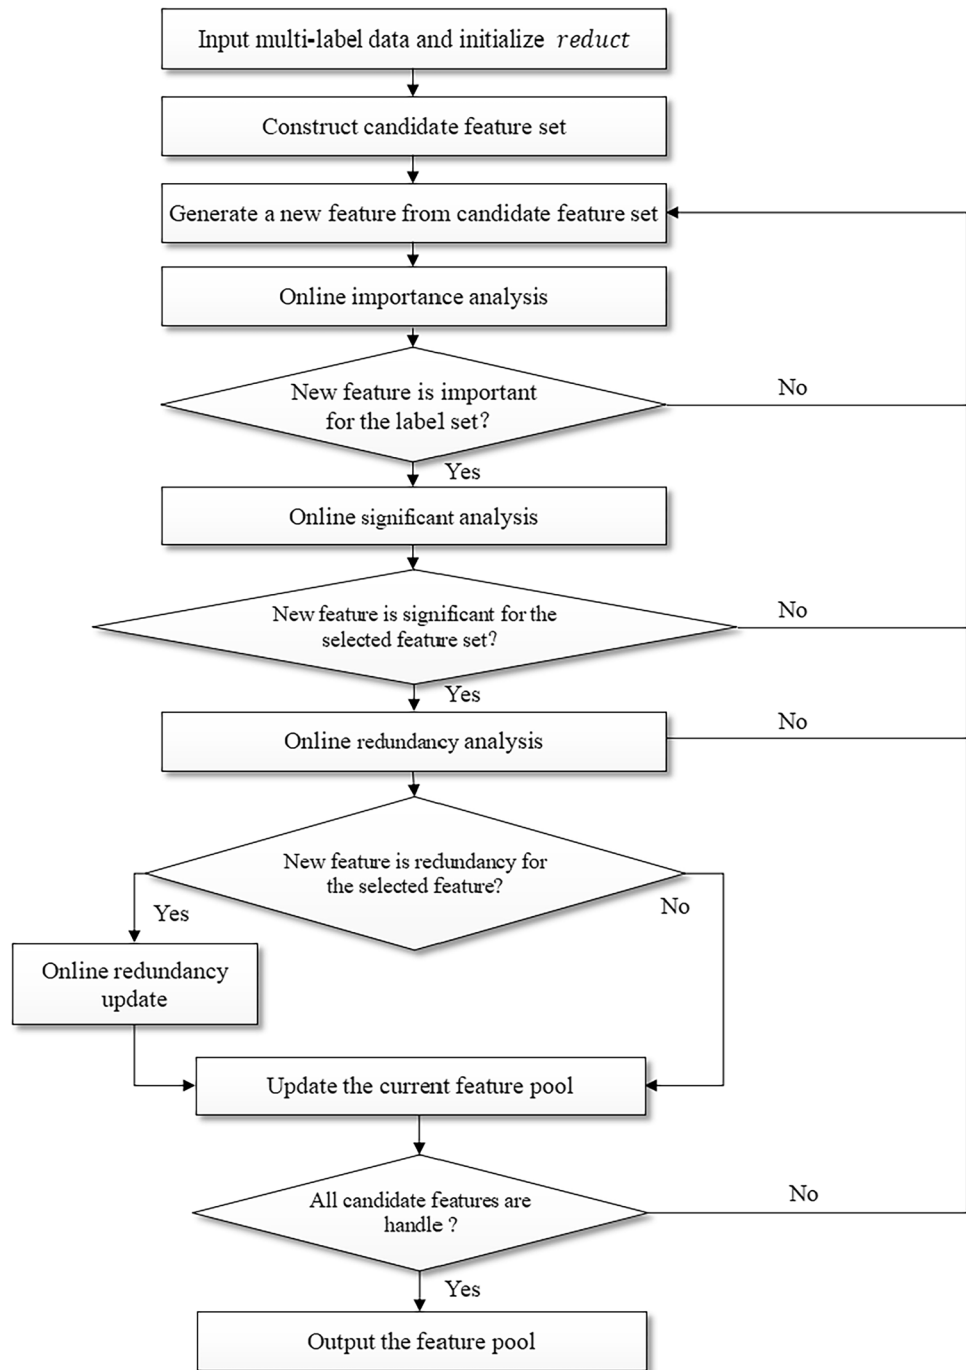 Input multi-label data and initialize reduct
Construct candidate feature set
Generate a new feature from candidate feature set
Online importance analysis
New feature is important
for the label set?
No
Yes
Online significant analysis
New feature is significant for the
selected feature set?
No
Yes
Online redundancy analysis
No
New feature is redundancy for
the selected feature?
Yes
No
Online redundancy
update
Update the current feature pool
All candidate features are
handle ?
No
Yes
Output the feature pool